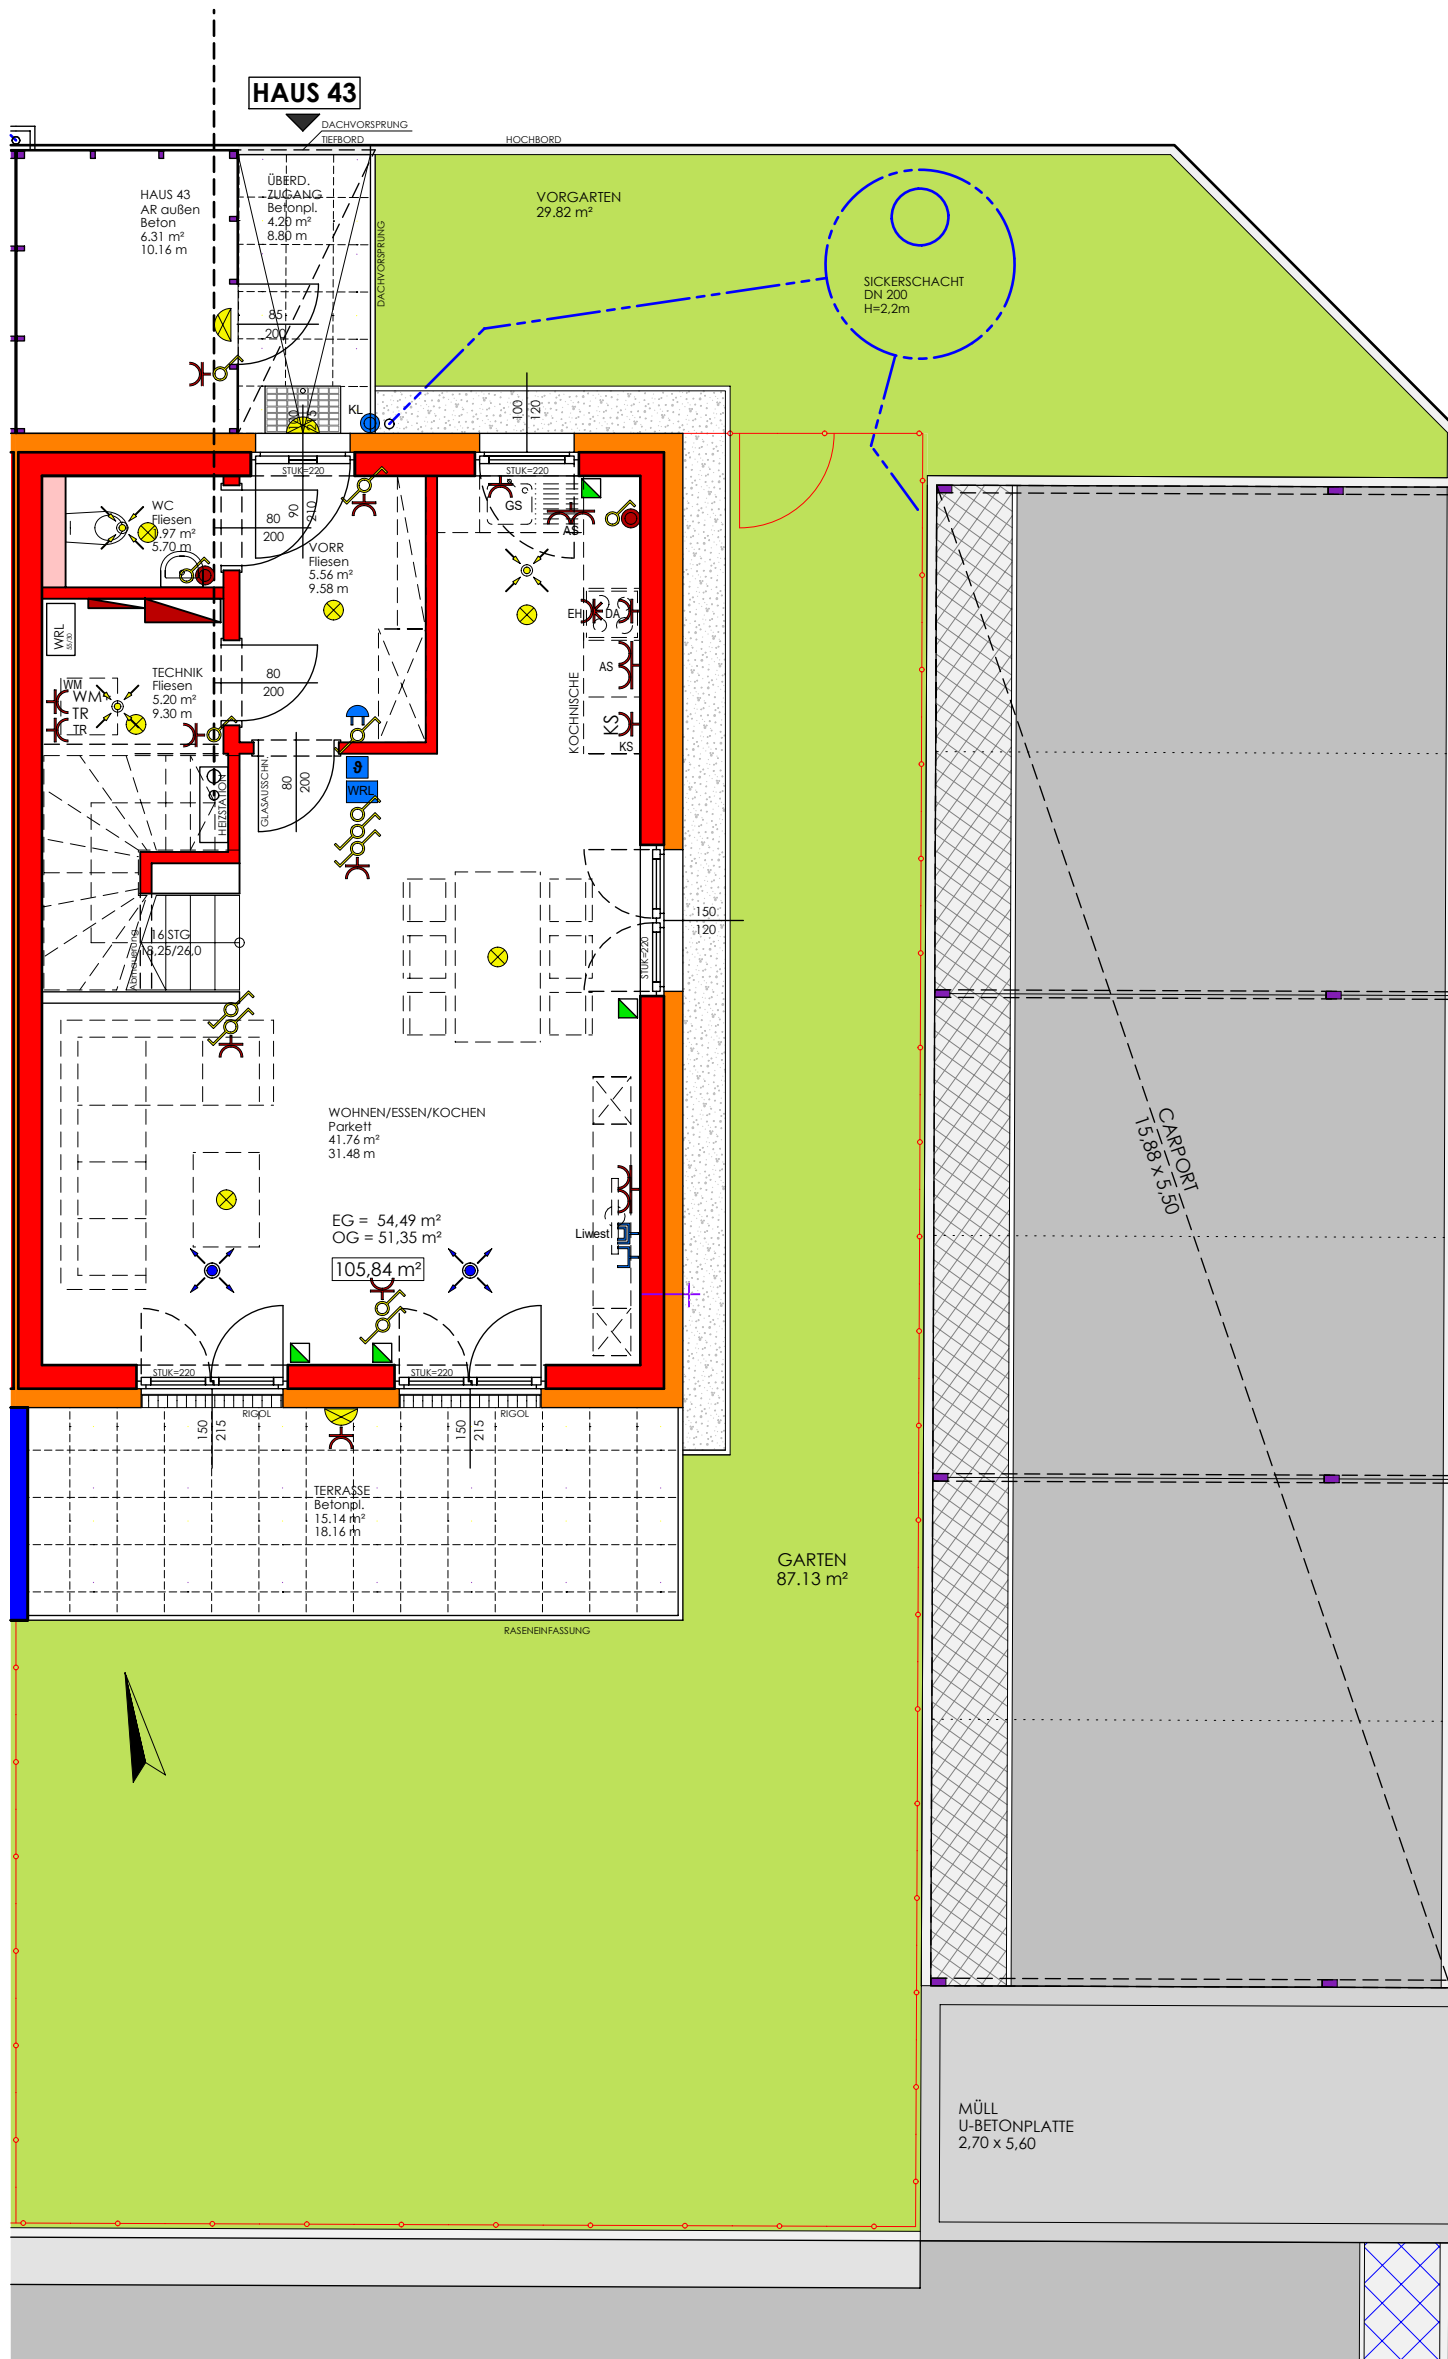 HAUS 43
DACHVORSPRUNG
TIEFBORD
HOCHBORD
HAUS 43
AR außen
Beton
6.31 m²
10.16 m
ÜBERD.
ZUGANG
Betonpl.
4.20 m²
8.80 m
DACHVORSPRUNG
VORGARTEN
29.82 m²
SICKERSCHACHT
DN 200
H=2,2m
85
200
KL
100
120
STUK=220
STUK=220
WC
Fliesen
5.70 m
80
200
90
210
VORR
Fliesen
5.56 m²
9.58 m
GS
AS
EH
DA
AS
KOCHNISCHE
KS
KS
WRL
TECHNIK
Fliesen
5.20 m²
9.30 m
80
200
WM
WM
TR
TR
HEIZSTATION
GLASAUSSCHN.
80
200
ϑ
WRL
16 STG
18,25/26,0
Abmauerung
150
120
STUK=220
WOHNEN/ESSEN/KOCHEN
Parkett
41.76 m²
31.48 m
EG = 54,49 m²
OG = 51,35 m²
105,84 m²
Liwest
STUK=220
STUK=220
RIGOL
RIGOL
150
215
150
215
TERRASSE
Betonpl.
15.14 m²
18.16 m
RASENEINFASSUNG
GARTEN
87.13 m²
CARPORT
15,88 x 5,50
MÜLL
U-BETONPLATTE
2,70 x 5,60